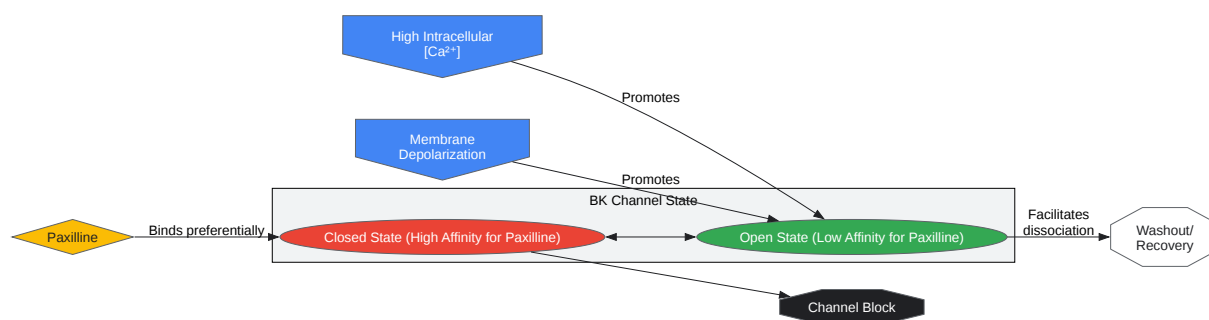 High Intracellular
[Ca²⁺]
Promotes
Membrane
Depolarization
Promotes
BK Channel State
Paxilline
Binds preferentially
Closed State (High Affinity for Paxilline)
Open State (Low Affinity for Paxilline)
Facilitates
dissociation
Washout/
Recovery
Channel Block